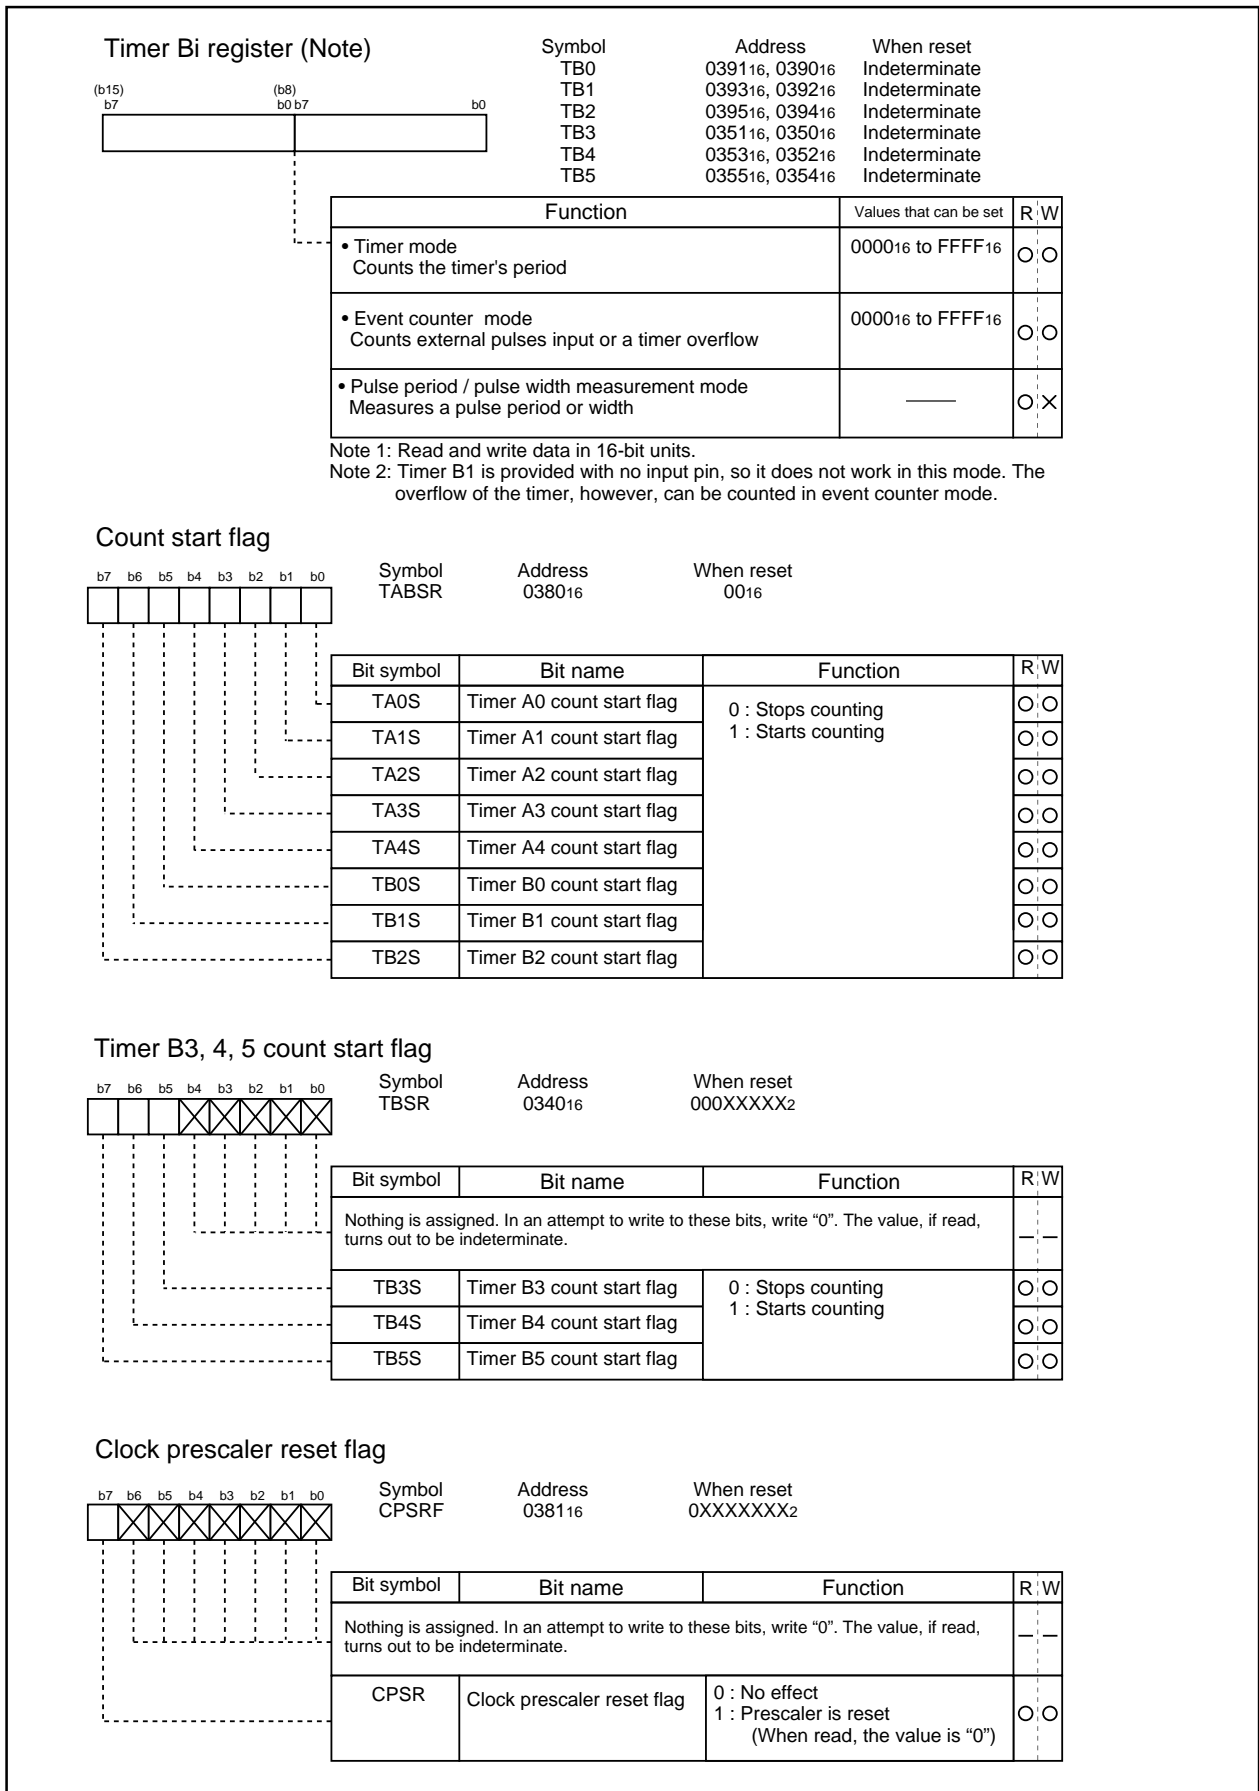 Timer Bi register (Note)
Symbol Address When reset
TB0 039116, 039016 Indeterminate
TB1 039316, 039216 Indeterminate
TB2 039516, 039416 Indeterminate
TB3 035116, 035016 Indeterminate
TB4 035316, 035216 Indeterminate
TB5 035516, 035416 Indeterminate
(b15) (b8)
b7 b0 b7 b0
Function Values that can be set R W
• Timer mode 000016 to FFFF16
Counts the timer's period
• Event counter mode 000016 to FFFF16
Counts external pulses input or a timer overflow
• Pulse period / pulse width measurement mode
Measures a pulse period or width
Note 1: Read and write data in 16-bit units.
Note 2: Timer B1 is provided with no input pin, so it does not work in this mode. The
overflow of the timer, however, can be counted in event counter mode.
Count start flag
b7 b6 b5 b4 b3 b2 b1 b0
Symbol Address When reset
TABSR 038016 0016
Bit symbol Bit name Function R W
TA0S Timer A0 count start flag 0 : Stops counting
1 : Starts counting
TA1S Timer A1 count start flag
TA2S Timer A2 count start flag
TA3S Timer A3 count start flag
TA4S Timer A4 count start flag
TB0S Timer B0 count start flag
TB1S Timer B1 count start flag
TB2S Timer B2 count start flag
Timer B3, 4, 5 count start flag
b7 b6 b5 b4 b3 b2 b1 b0
Symbol Address When reset
TBSR 034016 000XXXXX2
Bit symbol Bit name Function R W
Nothing is assigned. In an attempt to write to these bits, write “0”. The value, if read,
turns out to be indeterminate.
TB3S Timer B3 count start flag 0 : Stops counting
1 : Starts counting
TB4S Timer B4 count start flag
TB5S Timer B5 count start flag
Clock prescaler reset flag
b7 b6 b5 b4 b3 b2 b1 b0
Symbol Address When reset
CPSRF 038116 0XXXXXXX2
Bit symbol Bit name Function R W
Nothing is assigned. In an attempt to write to these bits, write “0”. The value, if read,
turns out to be indeterminate.
CPSR Clock prescaler reset flag 0 : No effect
1 : Prescaler is reset
(When read, the value is “0”)